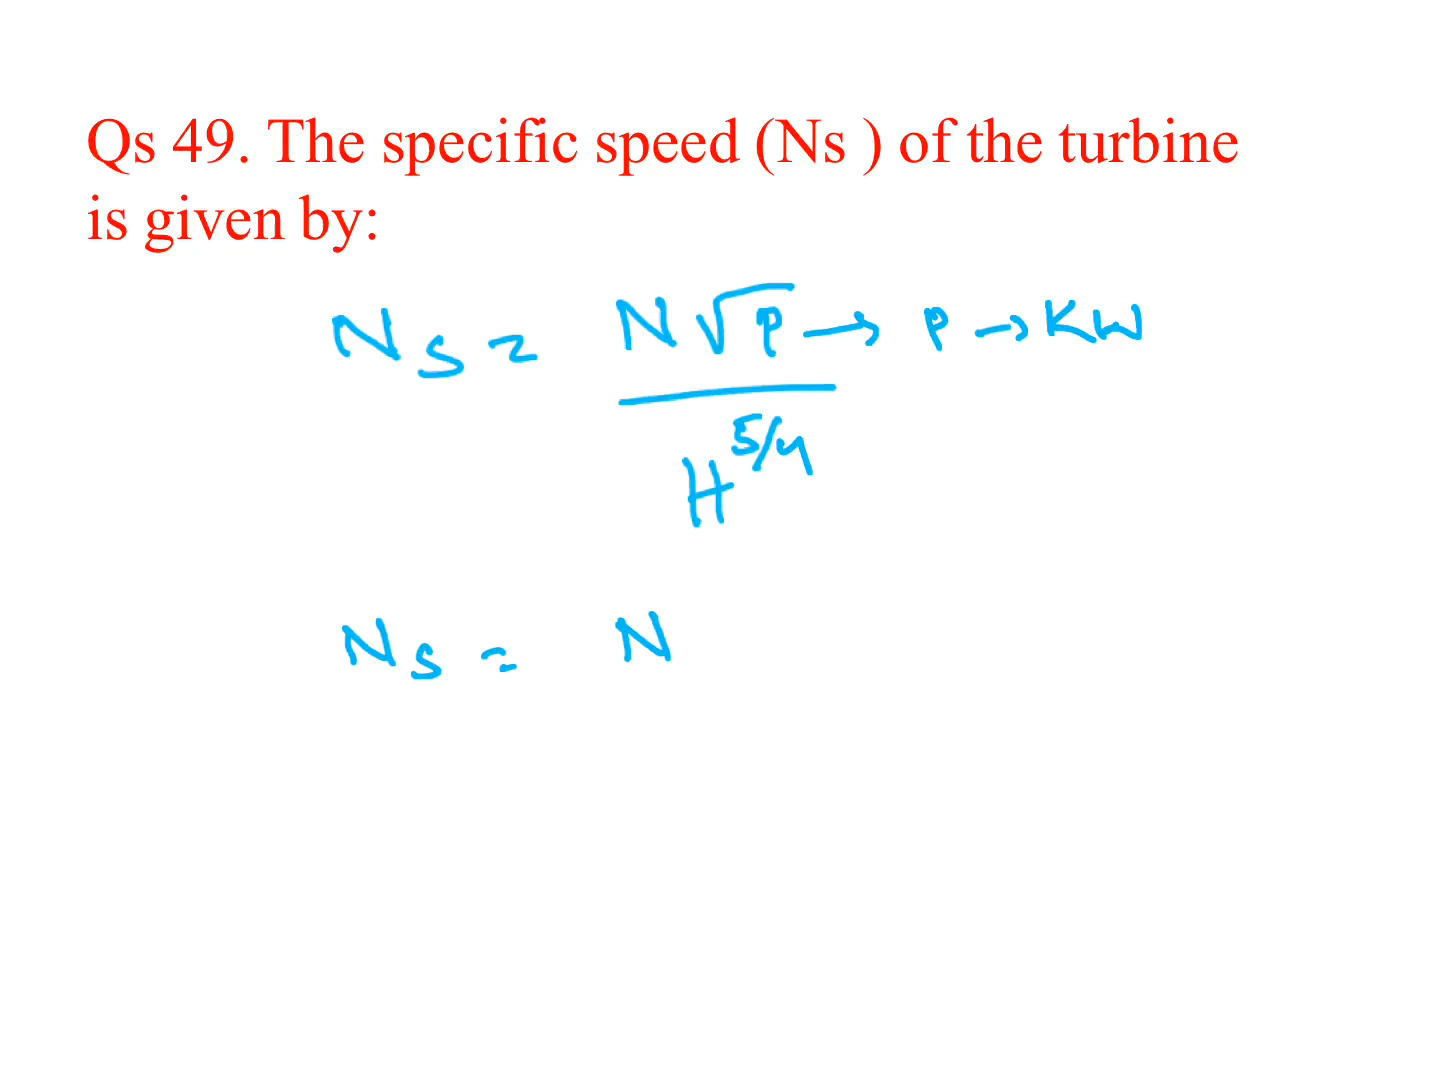 Qs 49. The specific speed (Ns ) of the turbine
is given by:
Ns = N√P → P → KW
H^5/4
Ns = N